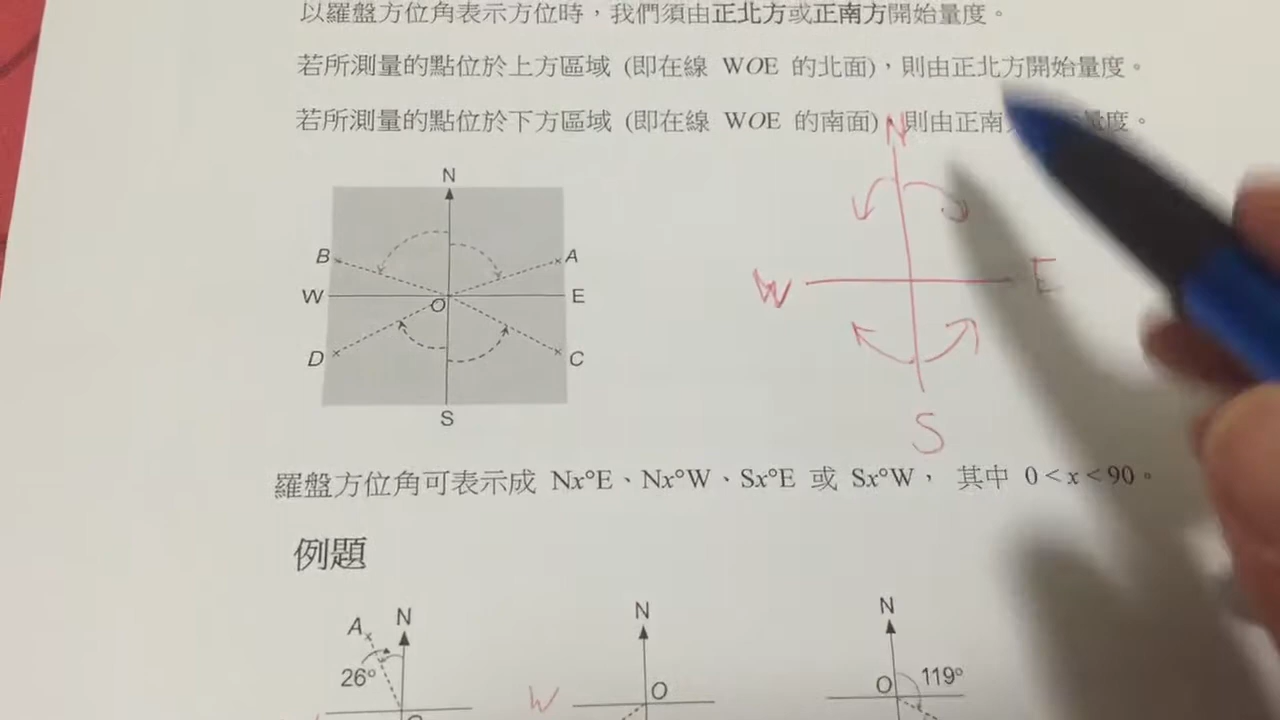 以羅盤方位角表示方位時，我們須由正北方或正南方開始量度。
若所測量的點位於上方區域 (即在線 WOE 的北面)，則由正北方開始量度。
若所測量的點位於下方區域 (即在線 WOE 的南面)，則由正南 量度。
N
N
B
A
W
E
O
W
E
D
C
S
S
羅盤方位角可表示成 Nx°E、Nx°W、Sx°E 或 Sx°W， 其中 0 < x < 90。
例題
A
N
N
N
26°
W
O
O
119°